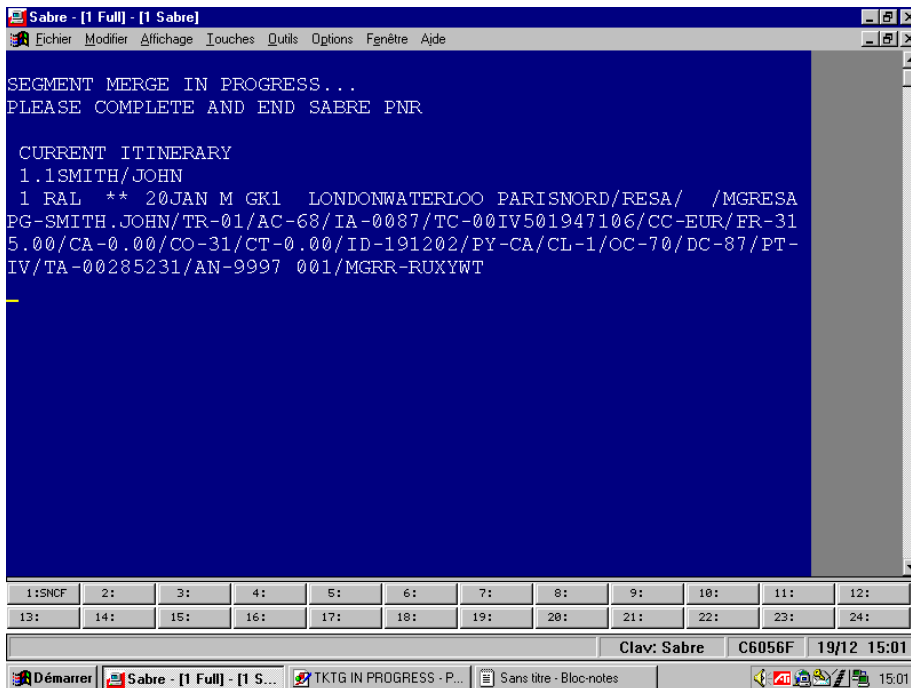 Sabre - [1 Full] - [1 Sabre]
Fichier Modifier Affichage Touches Outils Options Fenêtre Aide
SEGMENT MERGE IN PROGRESS...
PLEASE COMPLETE AND END SABRE PNR
CURRENT ITINERARY
1.1SMITH/JOHN
1 RAL ** 20JAN M GK1 LONDONWATERLOO PARISNORD/RESA/ /MGRESA
PG-SMITH.JOHN/TR-01/AC-68/IA-0087/TC-00IV501947106/CC-EUR/FR-31
5.00/CA-0.00/CO-31/CT-0.00/ID-191202/PY-CA/CL-1/OC-70/DC-87/PT-
IV/TA-00285231/AN-9997 001/MGRR-RUXYWT
1:SNCF 2: 3: 4: 5: 6: 7: 8: 9: 10: 11: 12:
13: 14: 15: 16: 17: 18: 19: 20: 21: 22: 23: 24:
Clav: Sabre C6056F 19/12 15:01
Démarrer Sabre - [1 Full] - [1 S... TKTG IN PROGRESS - P... Sans titre - Bloc-notes ATI 15:01